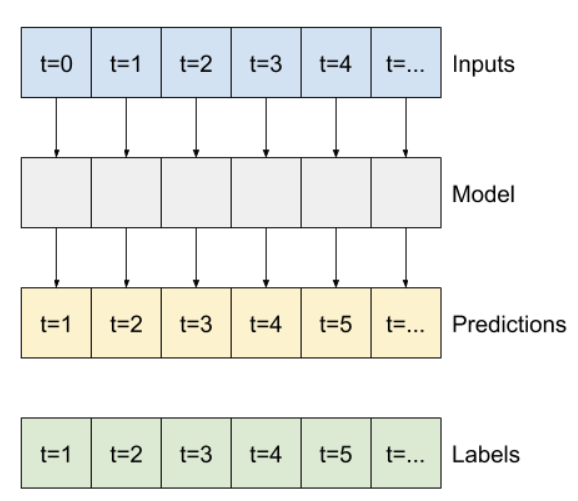 t=0 t=1 t=2 t=3 t=4 t=... Inputs
Model
t=1 t=2 t=3 t=4 t=5 t=... Predictions
t=1 t=2 t=3 t=4 t=5 t=... Labels